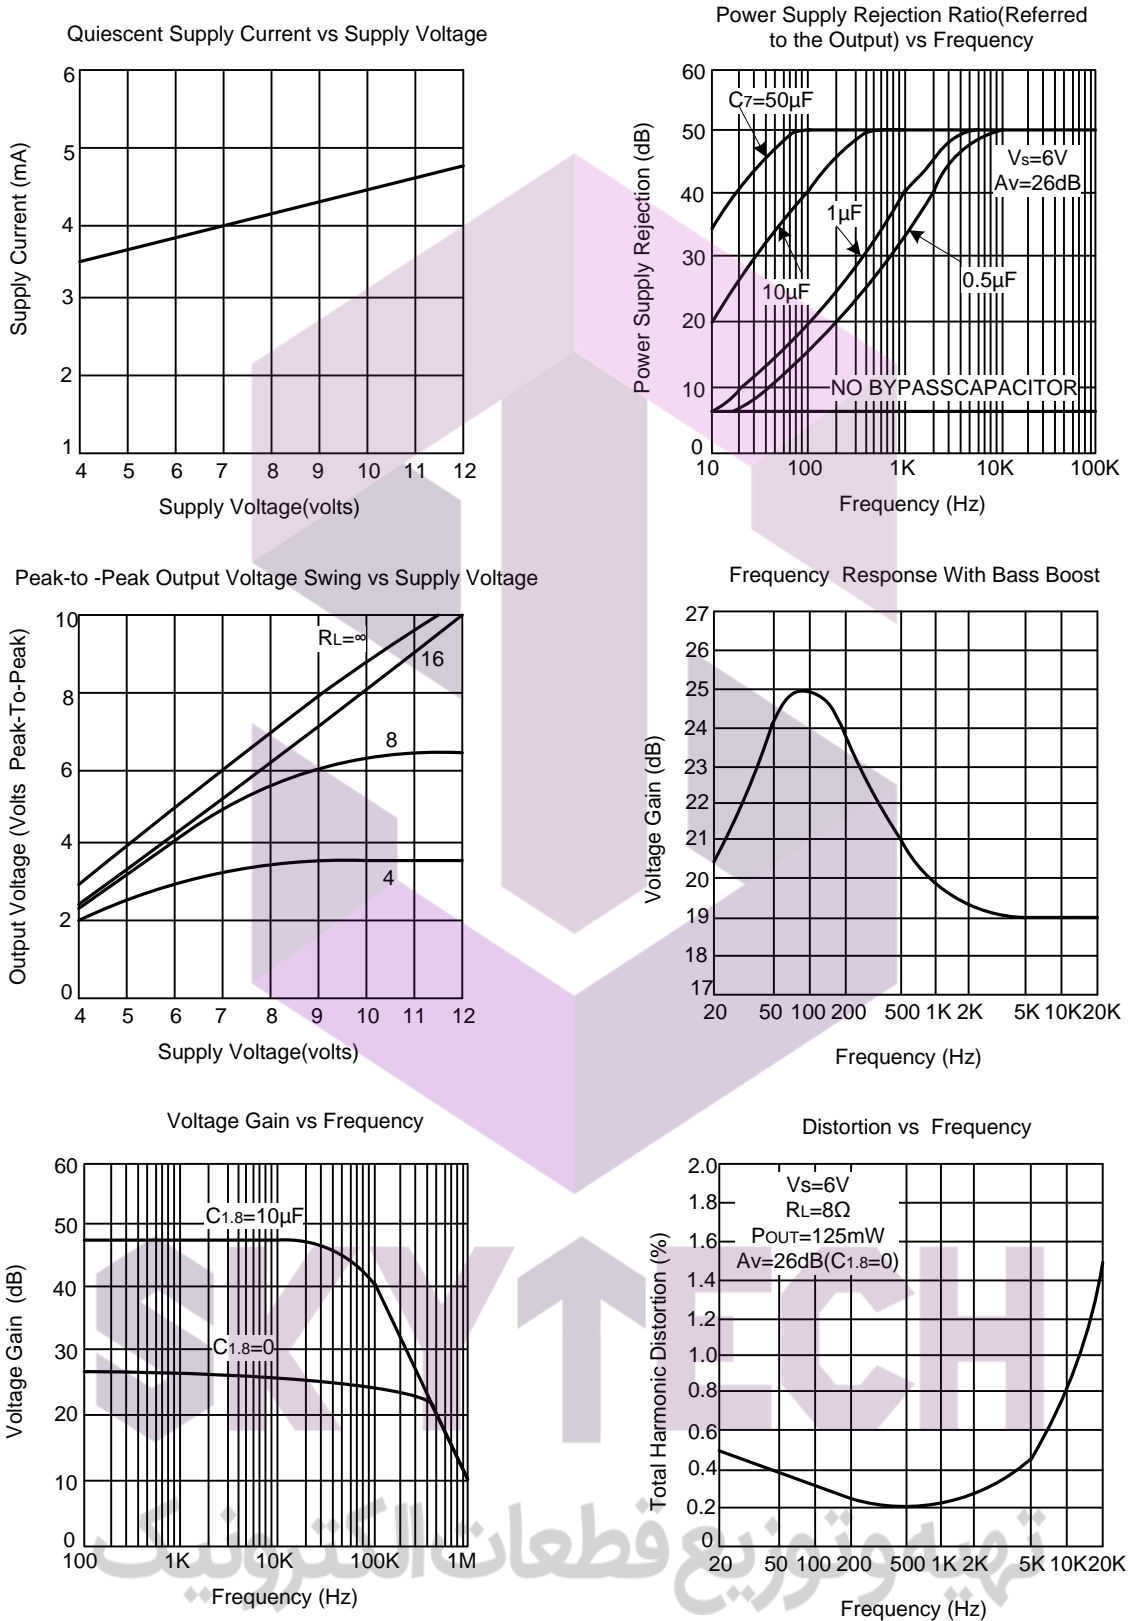 Quiescent Supply Current vs Supply Voltage
Supply Current (mA)
6
5
4
3
2
1
4 5 6 7 8 9 10 11 12
Supply Voltage(volts)
Power Supply Rejection Ratio(Referred
to the Output) vs Frequency
Power Supply Rejection (dB)
60
50
40
30
20
10
0
C7=50µF
Vs=6V
Av=26dB
1µF
10µF
0.5µF
NO BYPASSCAPACITOR
10 100 1K 10K 100K
Frequency (Hz)
Peak-to -Peak Output Voltage Swing vs Supply Voltage
Output Voltage (Volts Peak-To-Peak)
10
8
6
4
2
0
RL=∞
16
8
4
4 5 6 7 8 9 10 11 12
Supply Voltage(volts)
Frequency Response With Bass Boost
Voltage Gain (dB)
27
26
25
24
23
22
21
20
19
18
17
20 50 100 200 500 1K 2K 5K 10K20K
Frequency (Hz)
Voltage Gain vs Frequency
Voltage Gain (dB)
60
50
40
30
20
10
0
C1.8=10µF
C1.8=0
100 1K 10K 100K 1M
Frequency (Hz)
Distortion vs Frequency
Total Harmonic Distortion (%)
2.0
1.8
1.6
1.4
1.2
1.0
0.8
0.6
0.4
0.2
0
Vs=6V
RL=8Ω
POUT=125mW
Av=26dB(C1.8=0)
20 50 100 200 500 1K 2K 5K 10K20K
Frequency (Hz)
SKYTECH
تهیه و توزیع قطعات الکترونیک